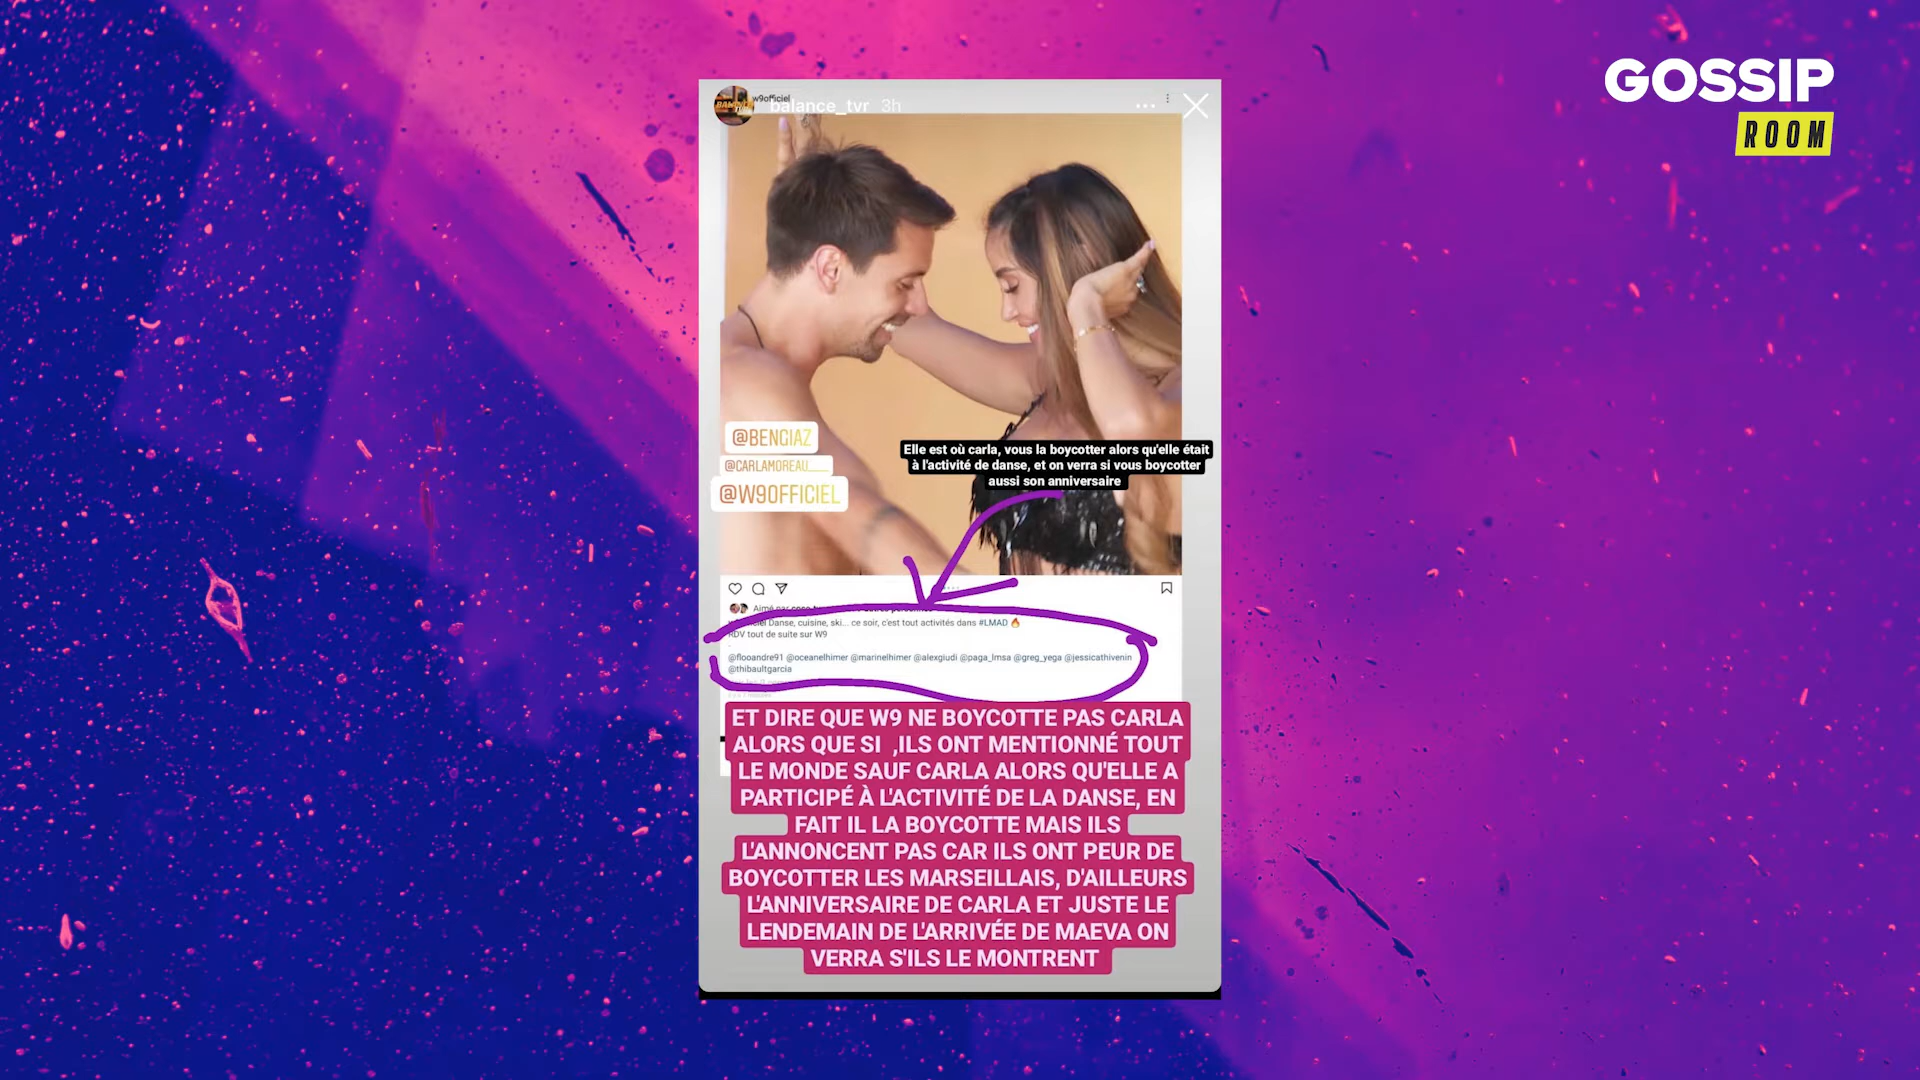 GOSSIP
ROOM
w9officiel
balance_tvr 3h
@BENGIAZ
@CARLAMOREAU____
@W9OFFICIEL
Elle est où carla, vous la boycotter alors qu'elle était
à l'activité de danse, et on verra si vous boycotter
aussi son anniversaire
Aimé par
Danse, cuisine, ski... ce soir, c'est tout activités dans #LMAD 🔥
RDV tout de suite sur W9
@flooandre91 @oceanelhimer @marinelhimer @alexgiudi @paga_lmsa @greg_yega @jessicathivenin
@thibaultgarcia
ET DIRE QUE W9 NE BOYCOTTE PAS CARLA
ALORS QUE SI ,ILS ONT MENTIONNÉ TOUT
LE MONDE SAUF CARLA ALORS QU'ELLE A
PARTICIPÉ À L'ACTIVITÉ DE LA DANSE, EN
FAIT IL LA BOYCOTTE MAIS ILS
L'ANNONCENT PAS CAR ILS ONT PEUR DE
BOYCOTTER LES MARSEILLAIS, D'AILLEURS
L'ANNIVERSAIRE DE CARLA ET JUSTE LE
LENDEMAIN DE L'ARRIVÉE DE MAEVA ON
VERRA S'ILS LE MONTRENT